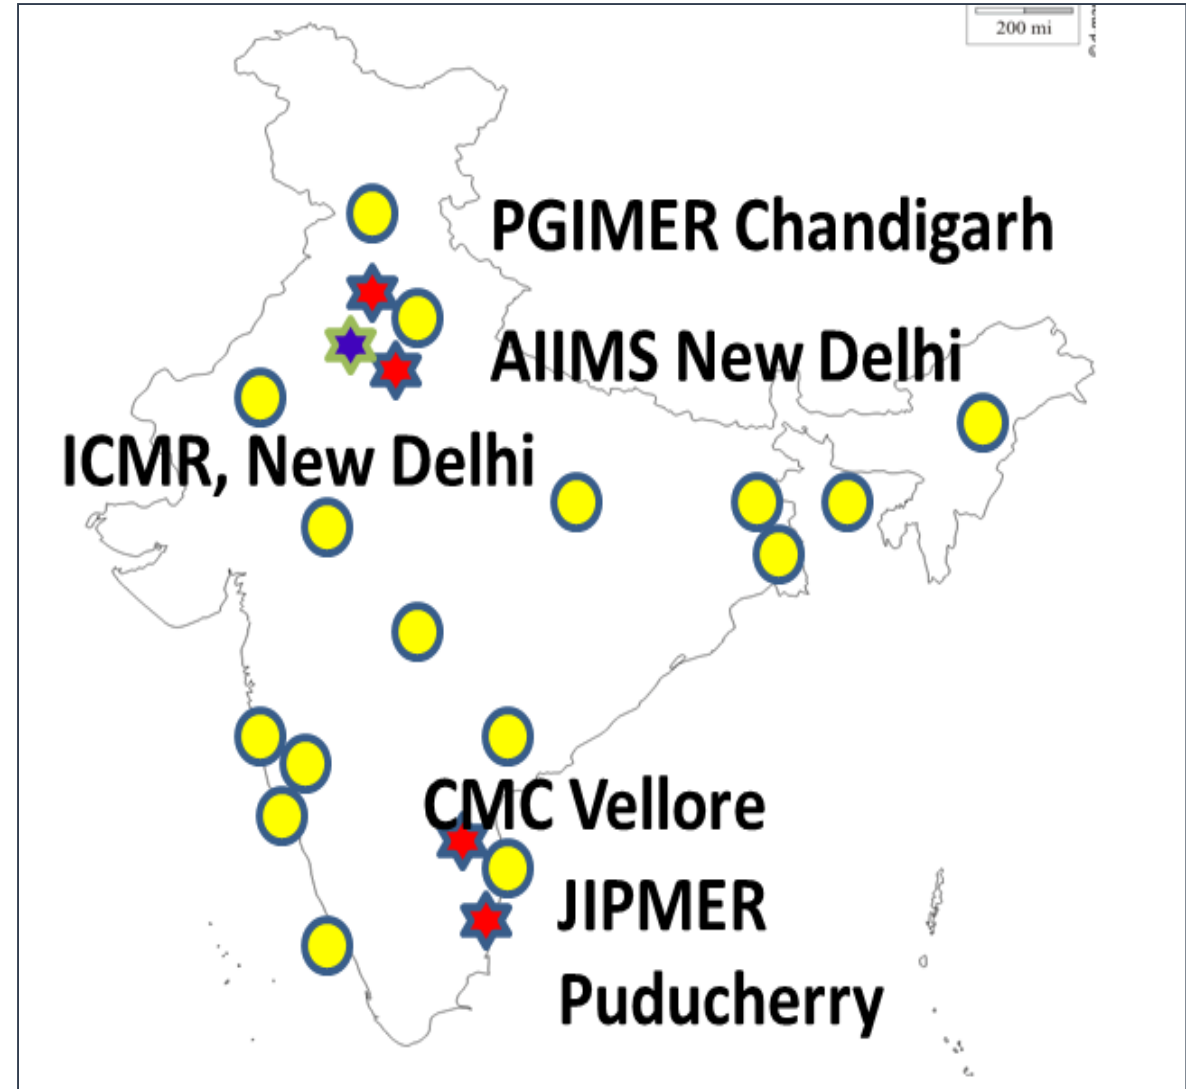 200 mi
PGIMER Chandigarh
AIIMS New Delhi
ICMR, New Delhi
CMC Vellore
JIPMER
Puducherry